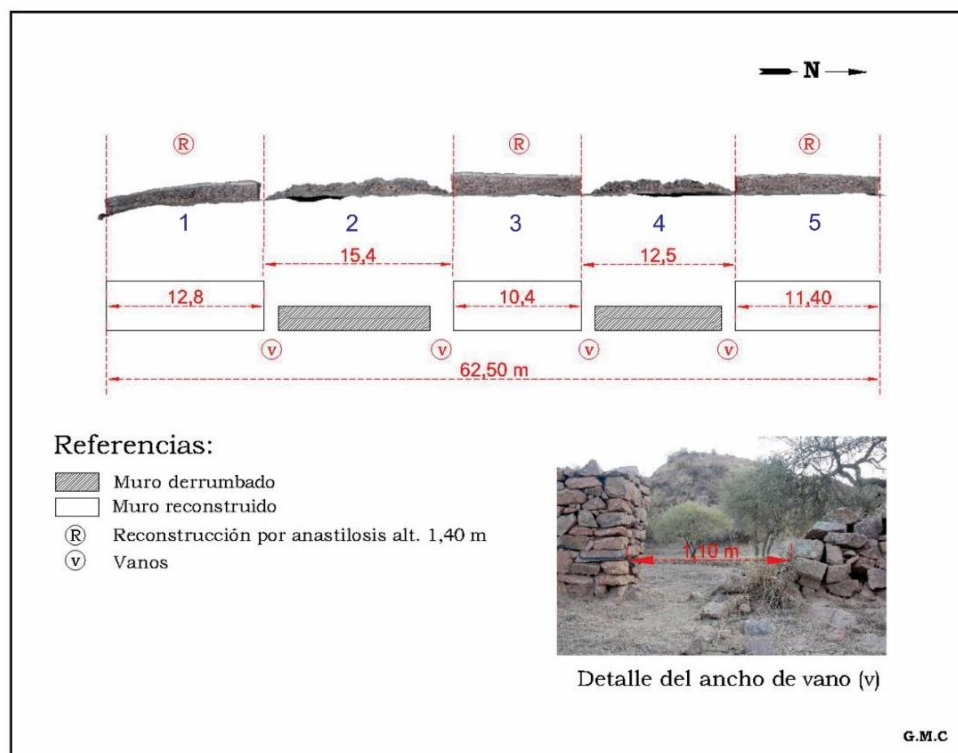 N
R R R
1 2 3 4 5
15,4 12,5
12,8 10,4 11,40
v v v v
62,50 m
Referencias:
Muro derrumbado
Muro reconstruido
R Reconstrucción por anastilosis alt. 1,40 m
v Vanos
1,10 m
Detalle del ancho de vano (v)
G.M.C